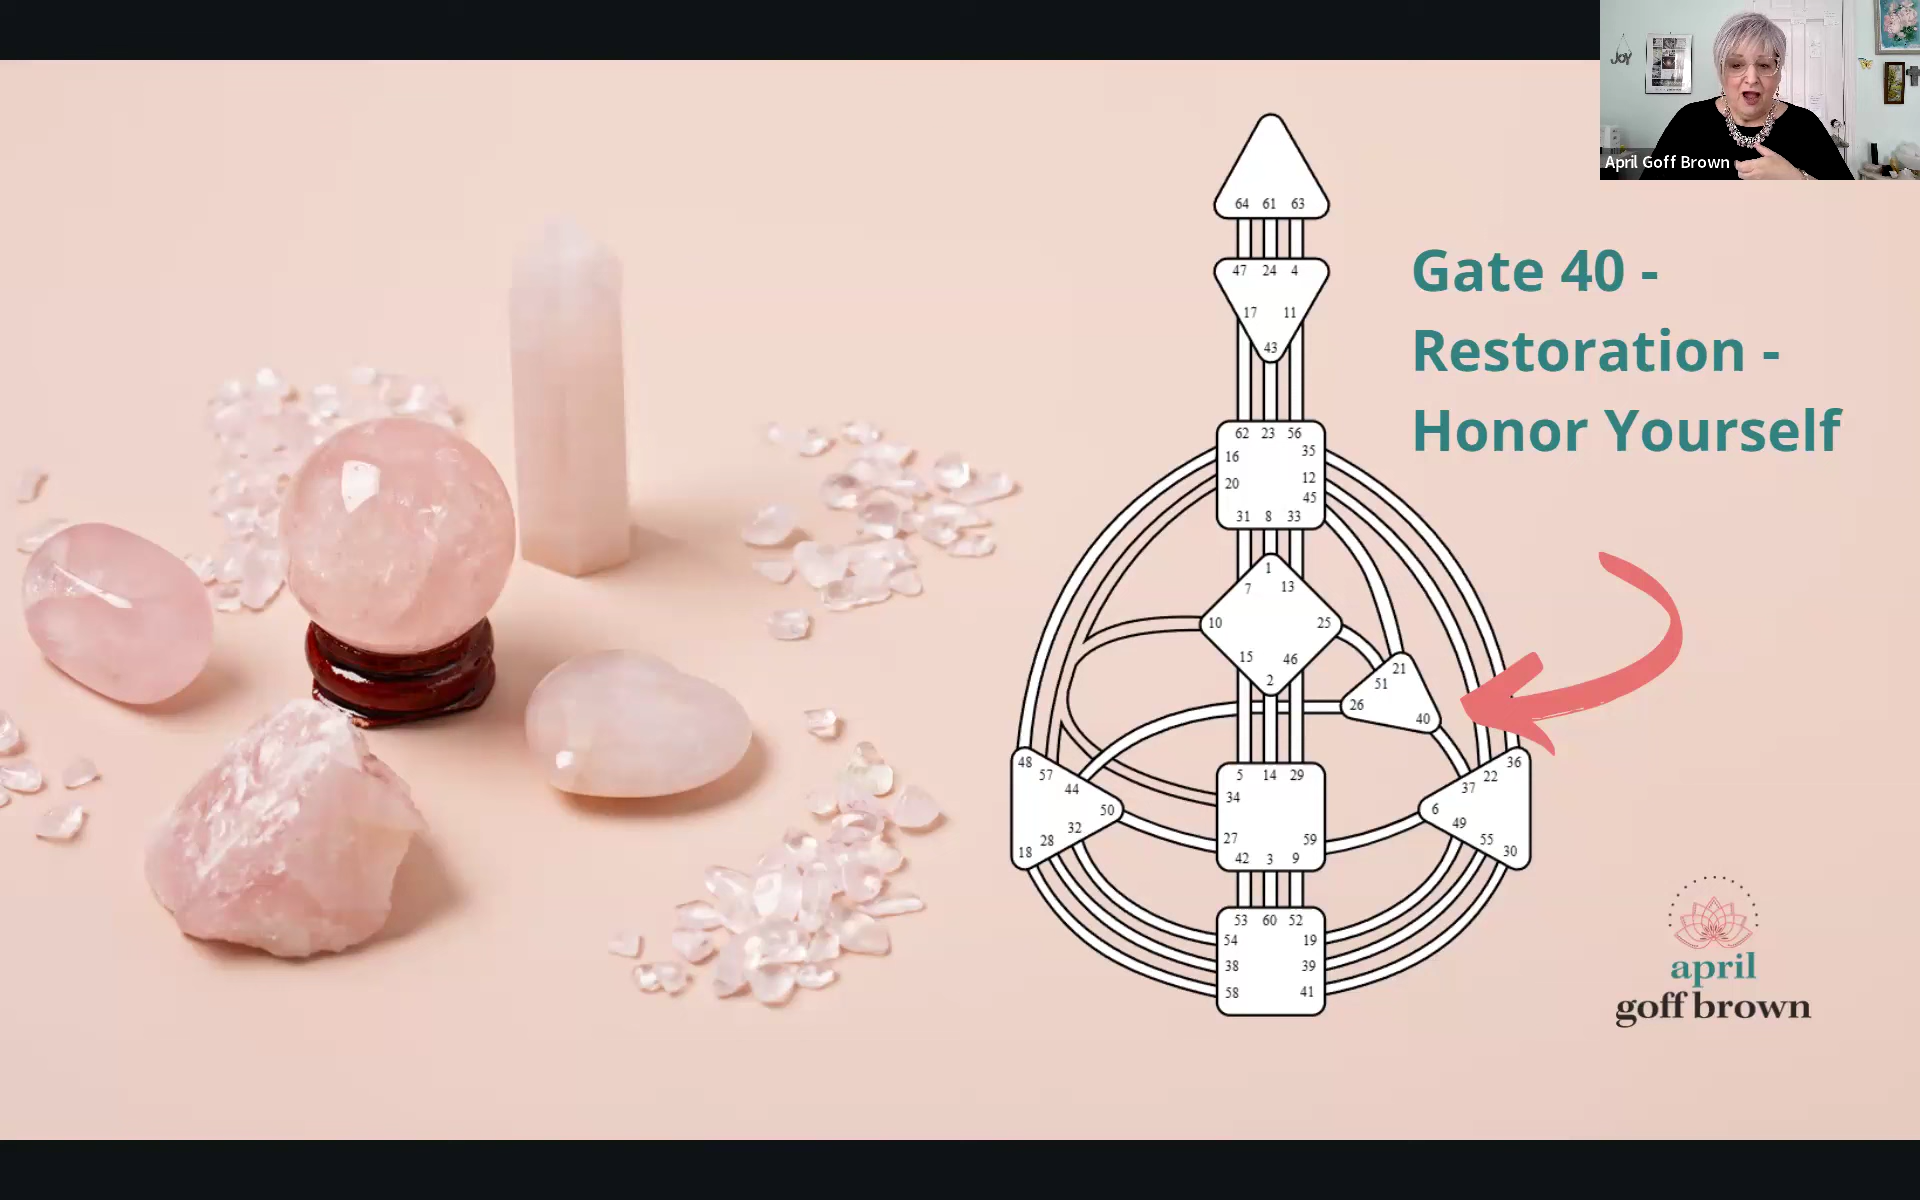 JOY
April Goff Brown
Gate 40 -
Restoration -
Honor Yourself
64 61 63
47 24 4
17 11
43
62 23 56
16 35
20 12
45
31 8 33
1
7 13
10 25
15 46
2
21
51
26
40
48
57
44
50
32
28
18
5 14 29
34
27 59
42 3 9
36
22
37
6
49
55
30
53 60 52
54 19
38 39
58 41
april
goff brown